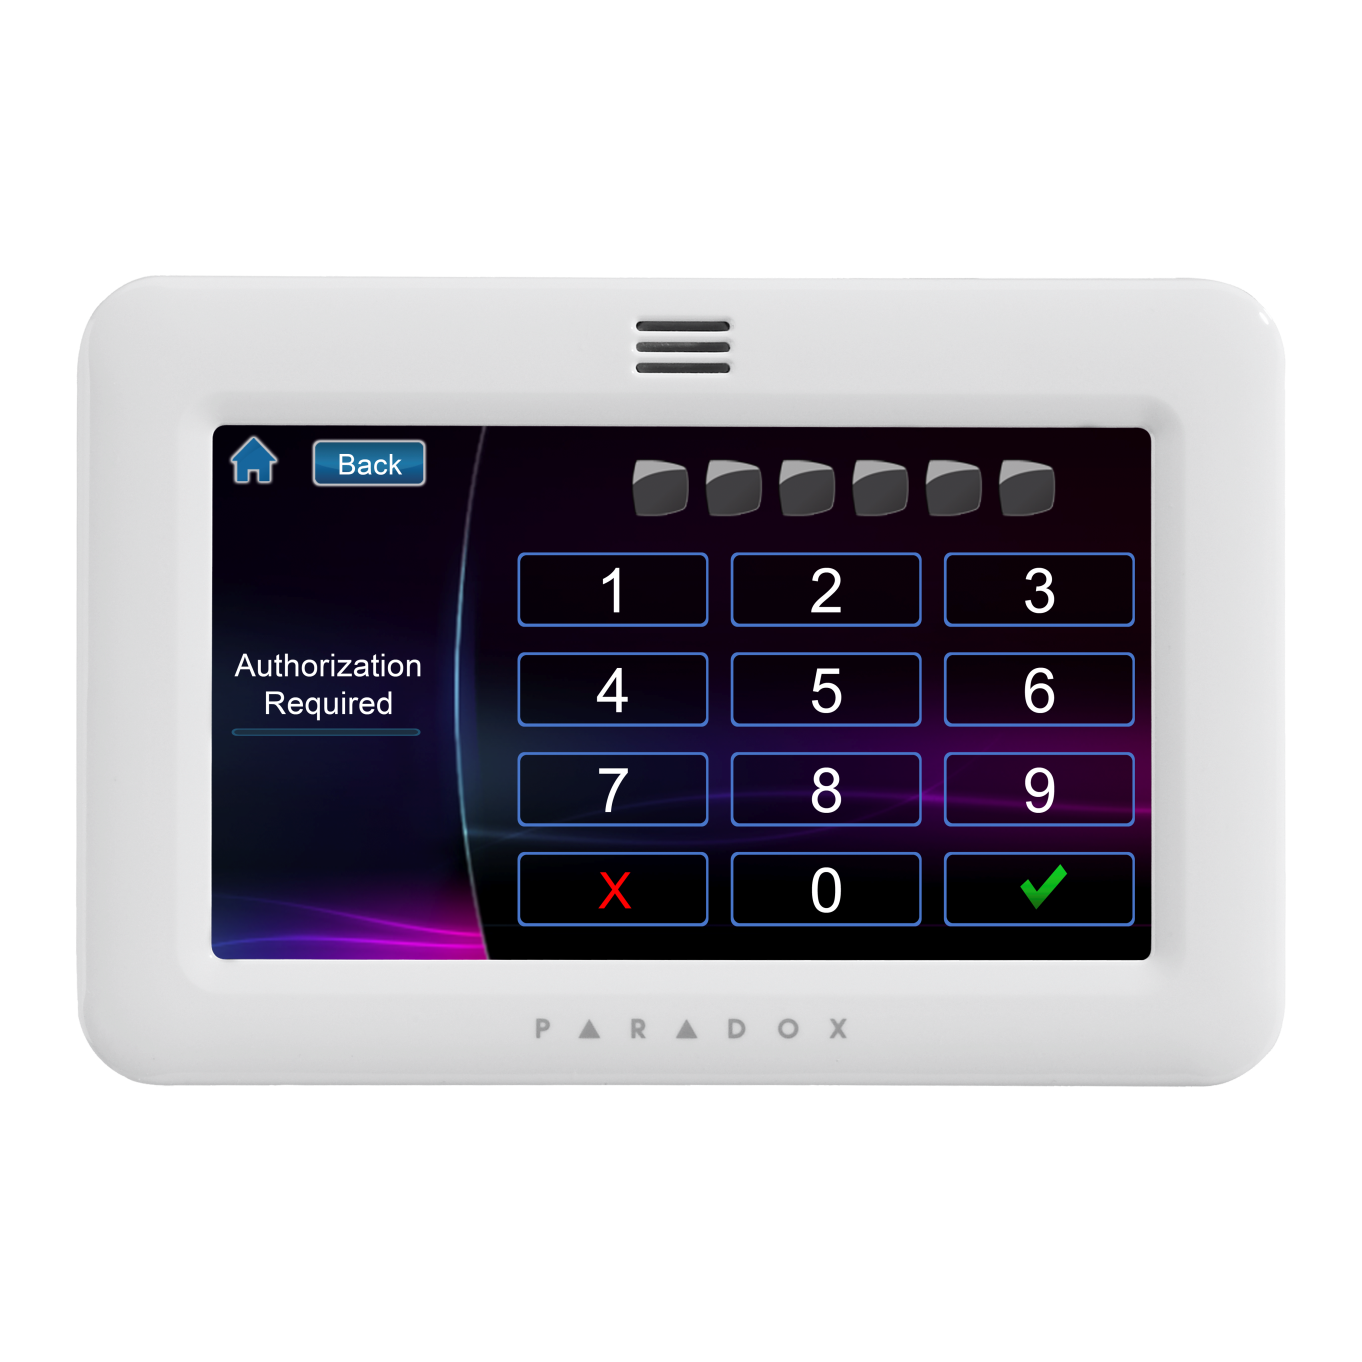 Back
Authorization
Required
1 2 3
4 5 6
7 8 9
X 0
PARADOX